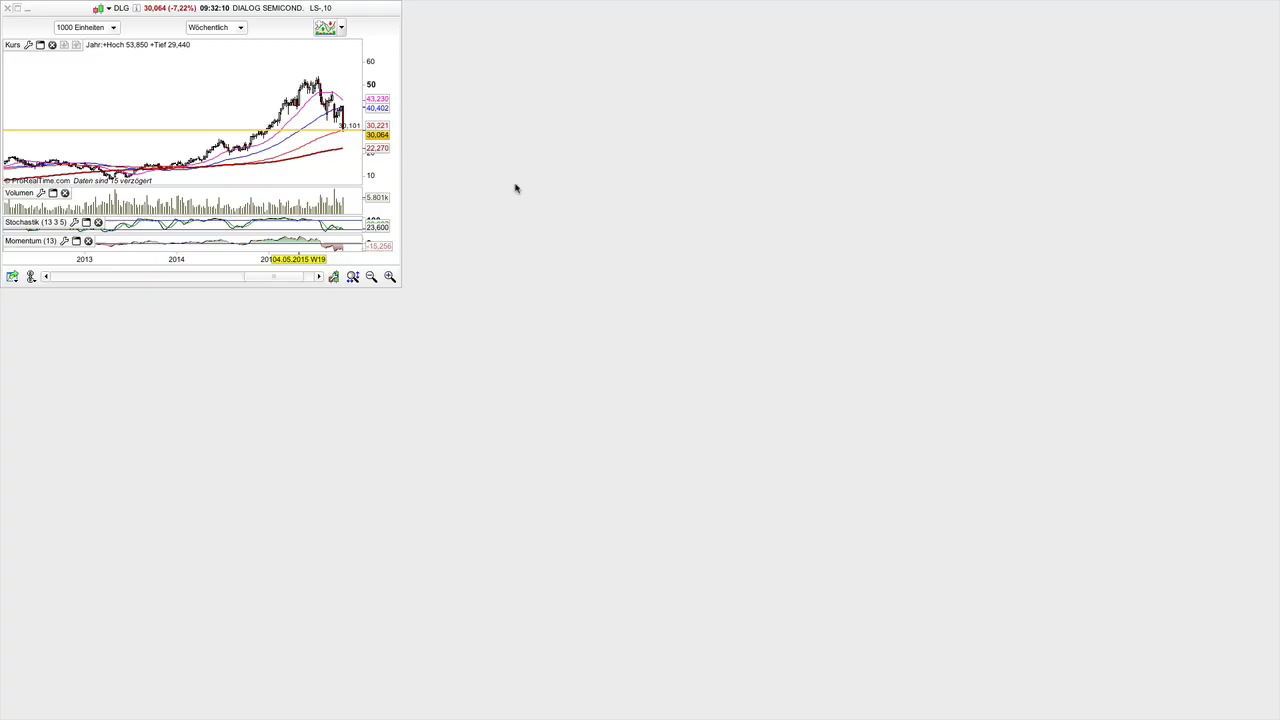 DLG 30,064 (-7,22%) 09:32:10 DIALOG SEMICOND. LS-,10
1000 Einheiten Wöchentlich
Kurs Jahr:+Hoch 53,850 +Tief 29,440
60
50
43,230
40,402
30,101
30,221
30,064
22,270
10
© ProRealTime.com Daten sind 15 verzögert
Volumen
5,801k
Stochastik (13 3 5)
23,600
Momentum (13)
-15,256
2013 2014 04.05.2015 W19